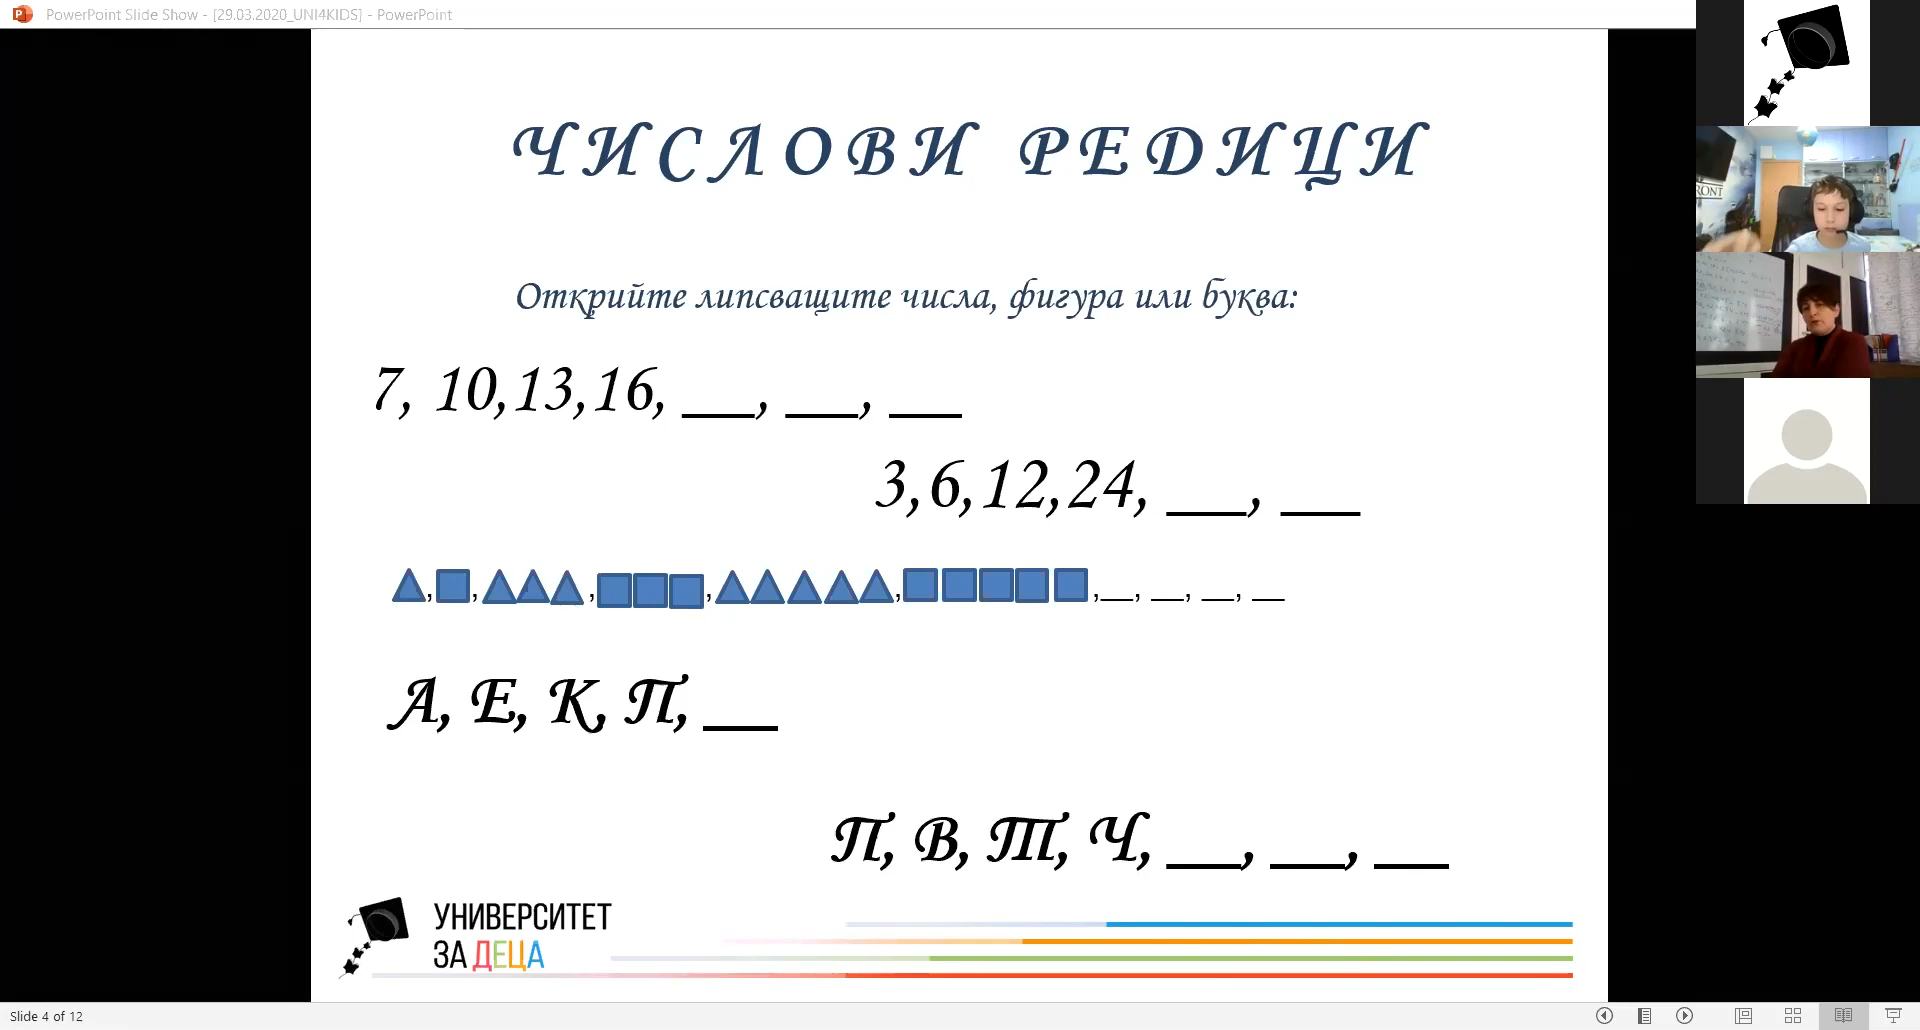 PowerPoint Slide Show - [29.03.2020_UNI4KIDS] - PowerPoint
ЧИСЛОВИ РЕДИЦИ
Открийте липсващите числа, фигура или буква:
7, 10,13,16, __, __, __
3,6,12,24, __, __
, , , , , ,__, __, __, __
А, Е, К, П, __
П, В, Т, Ч, __, __, __
УНИВЕРСИТЕТ
ЗА ДЕЦА
RONT
Slide 4 of 12